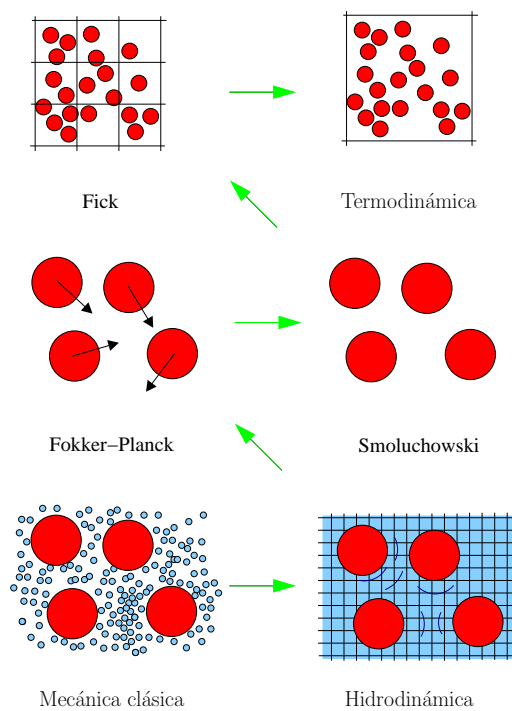 Fick
Termodinámica
Fokker–Planck
Smoluchowski
Mecánica clásica
Hidrodinámica